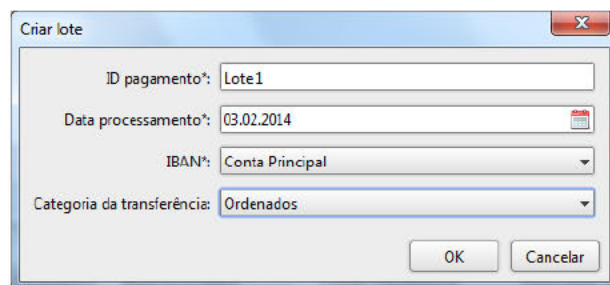 Criar lote
ID pagamento*: Lote1
Data processamento*: 03.02.2014
IBAN*: Conta Principal
Categoria da transferência: Ordenados
OK Cancelar